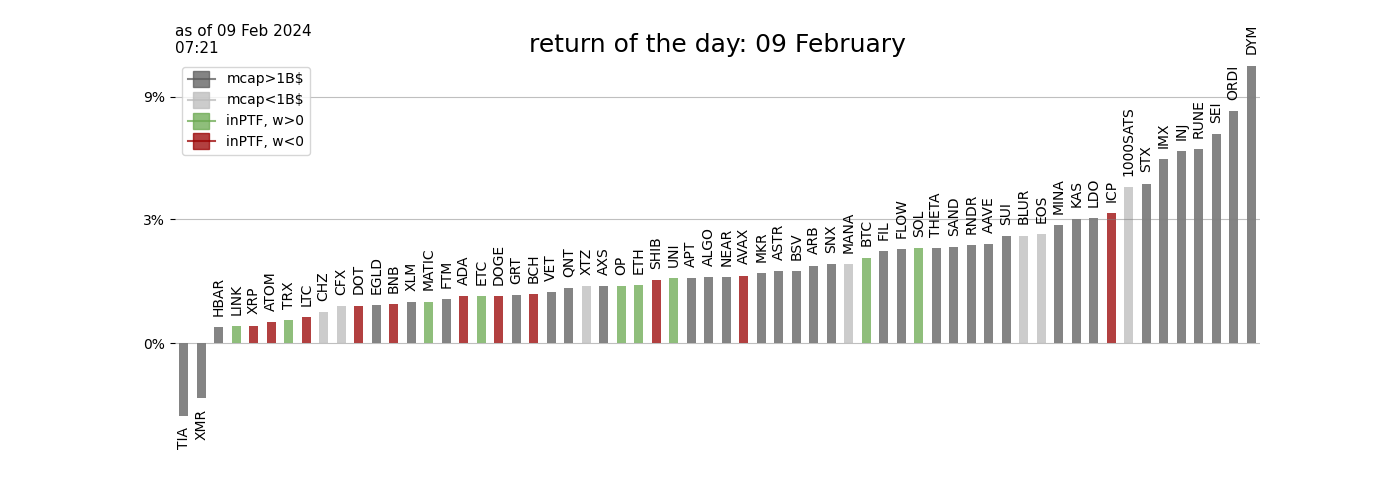 as of 09 Feb 2024
07:21
return of the day: 09 February
mcap>1B$
mcap<1B$
inPTF, w>0
inPTF, w<0
9%
3%
0%
TIA
XMR
HBAR
LINK
XRP
ATOM
TRX
LTC
CHZ
CFX
DOT
EGLD
BNB
XLM
MATIC
FTM
ADA
ETC
DOGE
GRT
BCH
VET
QNT
XTZ
AXS
OP
ETH
SHIB
UNI
APT
ALGO
NEAR
AVAX
MKR
ASTR
BSV
ARB
SNX
MANA
BTC
FIL
FLOW
SOL
THETA
SAND
RNDR
AAVE
SUI
BLUR
EOS
MINA
KAS
LDO
ICP
1000SATS
STX
IMX
INJ
RUNE
SEI
ORDI
DYM